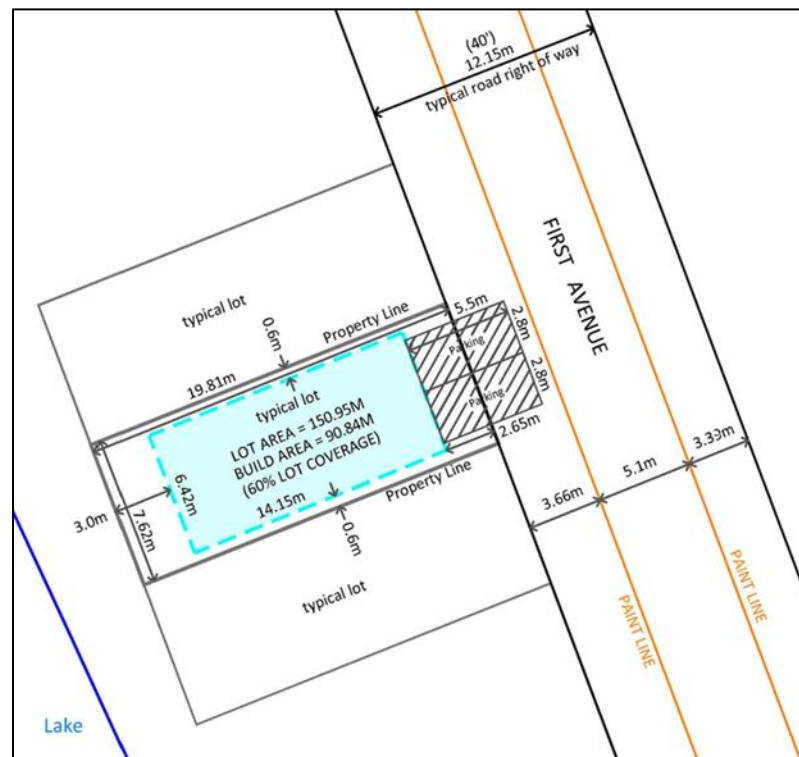 (40')
12.15m
typical road right of way
FIRST AVENUE
typical lot
0.6m
Property Line
5.5m
2.8m
Parking
2.8m
Parking
19.81m
typical lot
LOT AREA = 150.95M
BUILD AREA = 90.84M
(60% LOT COVERAGE)
2.65m
3.39m
5.1m
3.66m
6.42m
14.15m
Property Line
3.0m
7.62m
0.6m
typical lot
PAINT LINE
PAINT LINE
Lake